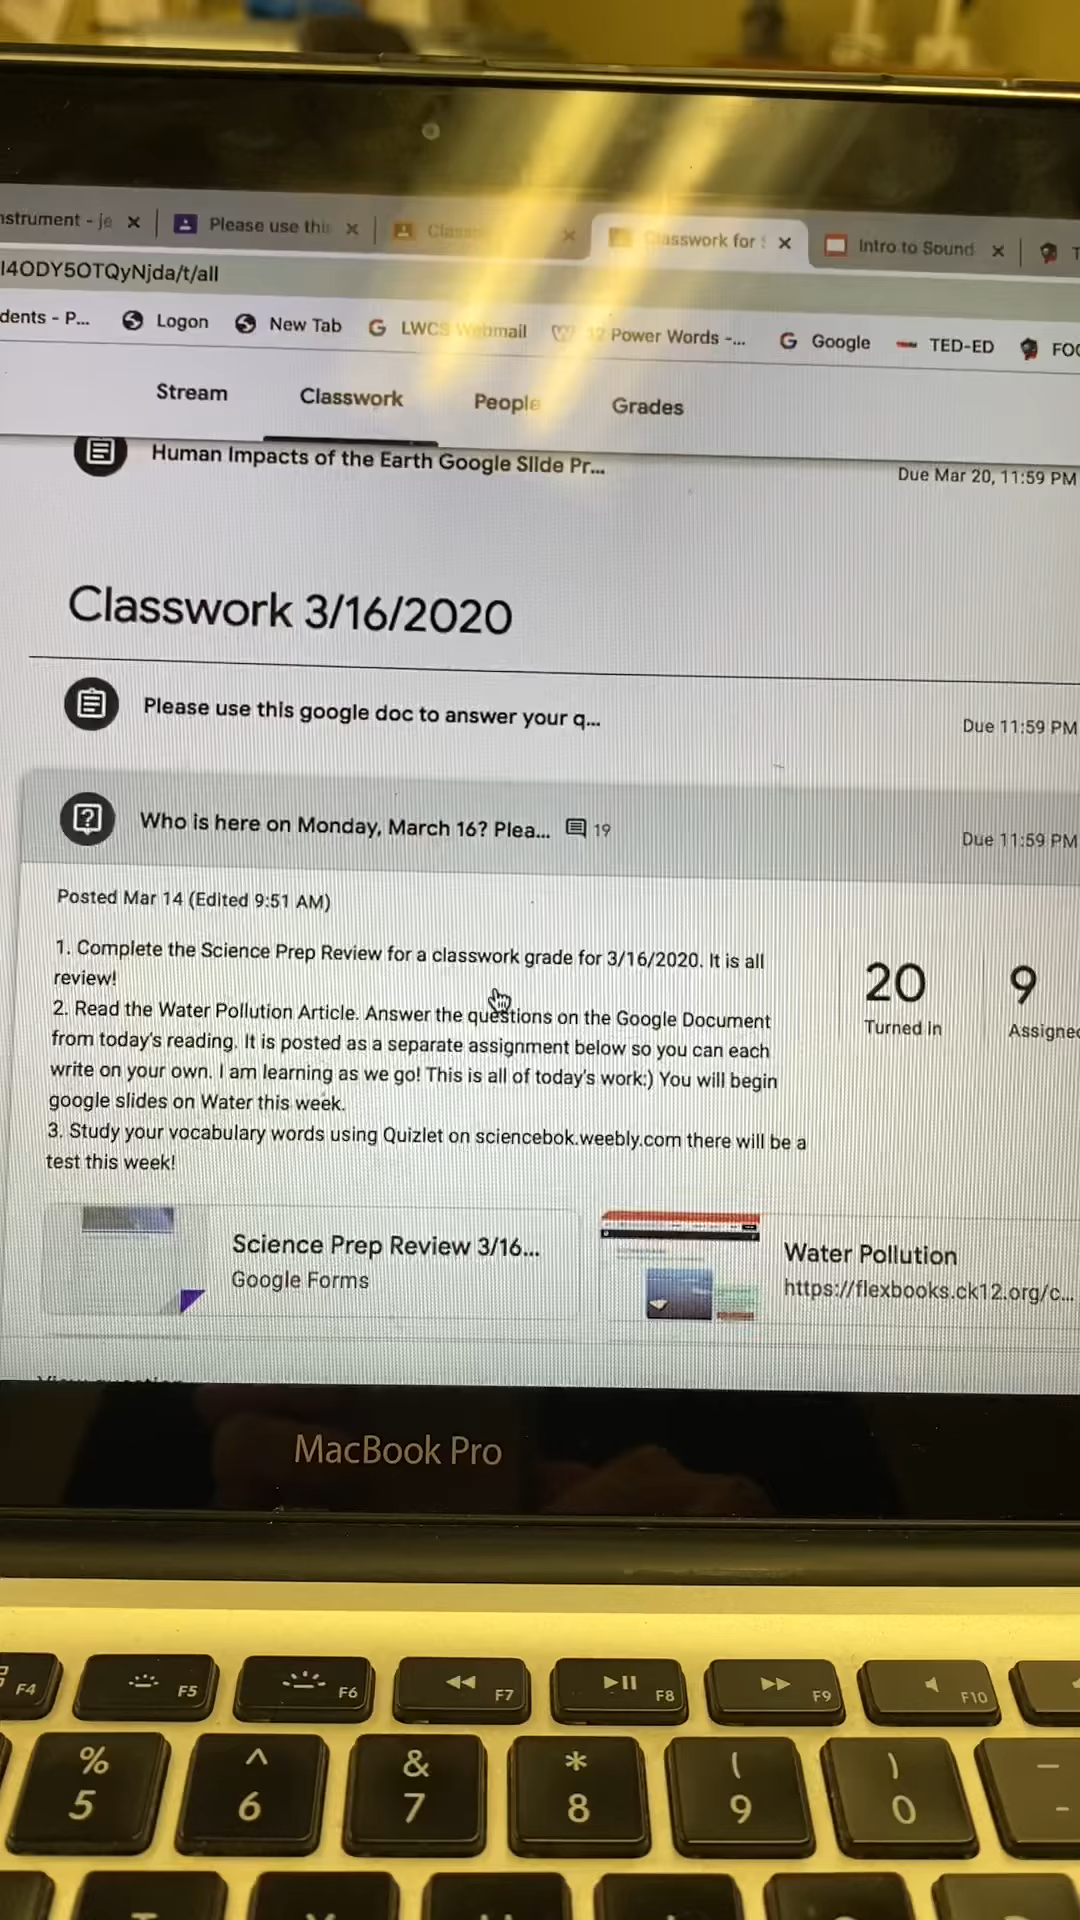 nstrument - je
Please use this
Classwork for S
Intro to Sound
I4ODY5OTQyNjda/t/all
dents - P...
Logon
New Tab
LWCS Webmail
12 Power Words -...
Google
TED-ED
FOC
Stream
Classwork
People
Grades
Human Impacts of the Earth Google Slide Pr...
Due Mar 20, 11:59 PM
Classwork 3/16/2020
Please use this google doc to answer your q...
Due 11:59 PM
Who is here on Monday, March 16? Plea...
19
Due 11:59 PM
Posted Mar 14 (Edited 9:51 AM)
1. Complete the Science Prep Review for a classwork grade for 3/16/2020. It is all
review!
2. Read the Water Pollution Article. Answer the questions on the Google Document
from today's reading. It is posted as a separate assignment below so you can each
write on your own. I am learning as we go! This is all of today's work:) You will begin
google slides on Water this week.
3. Study your vocabulary words using Quizlet on sciencebok.weebly.com there will be a
test this week!
20
Turned in
9
Assigned
Science Prep Review 3/16...
Google Forms
Water Pollution
https://flexbooks.ck12.org/c...
MacBook Pro
F4
F5
F6
F7
F8
F9
F10
%
5
^
6
&
7
*
8
(
9
)
0